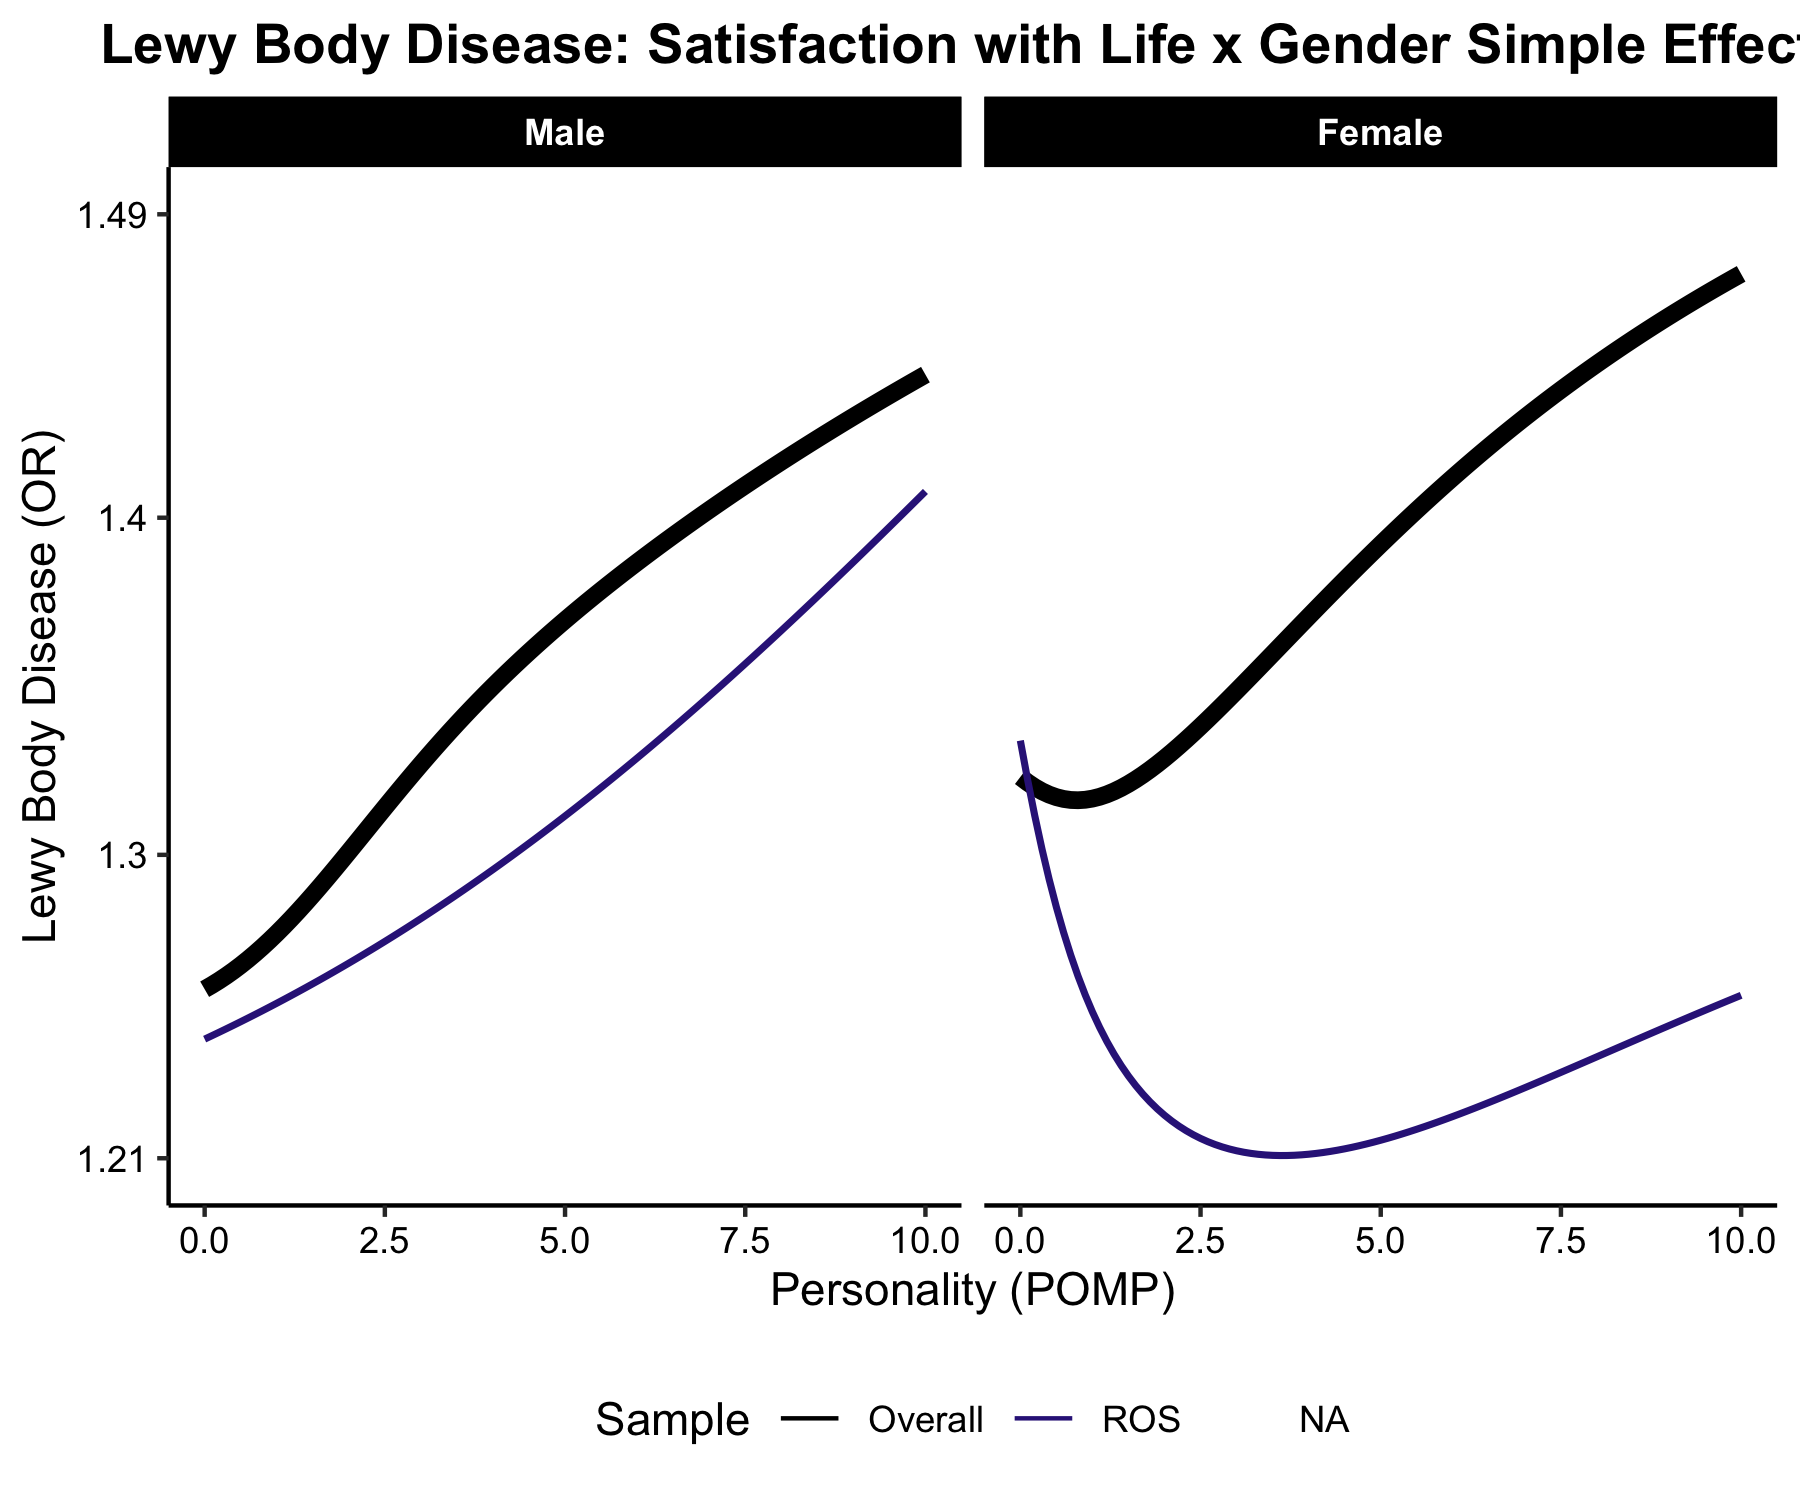 Lewy Body Disease: Satisfaction with Life x Gender Simple Effect
Male
Female
Lewy Body Disease (OR)
1.49
1.4
1.3
1.21
0.0 2.5 5.0 7.5 10.0
0.0 2.5 5.0 7.5 10.0
Personality (POMP)
Sample Overall ROS NA